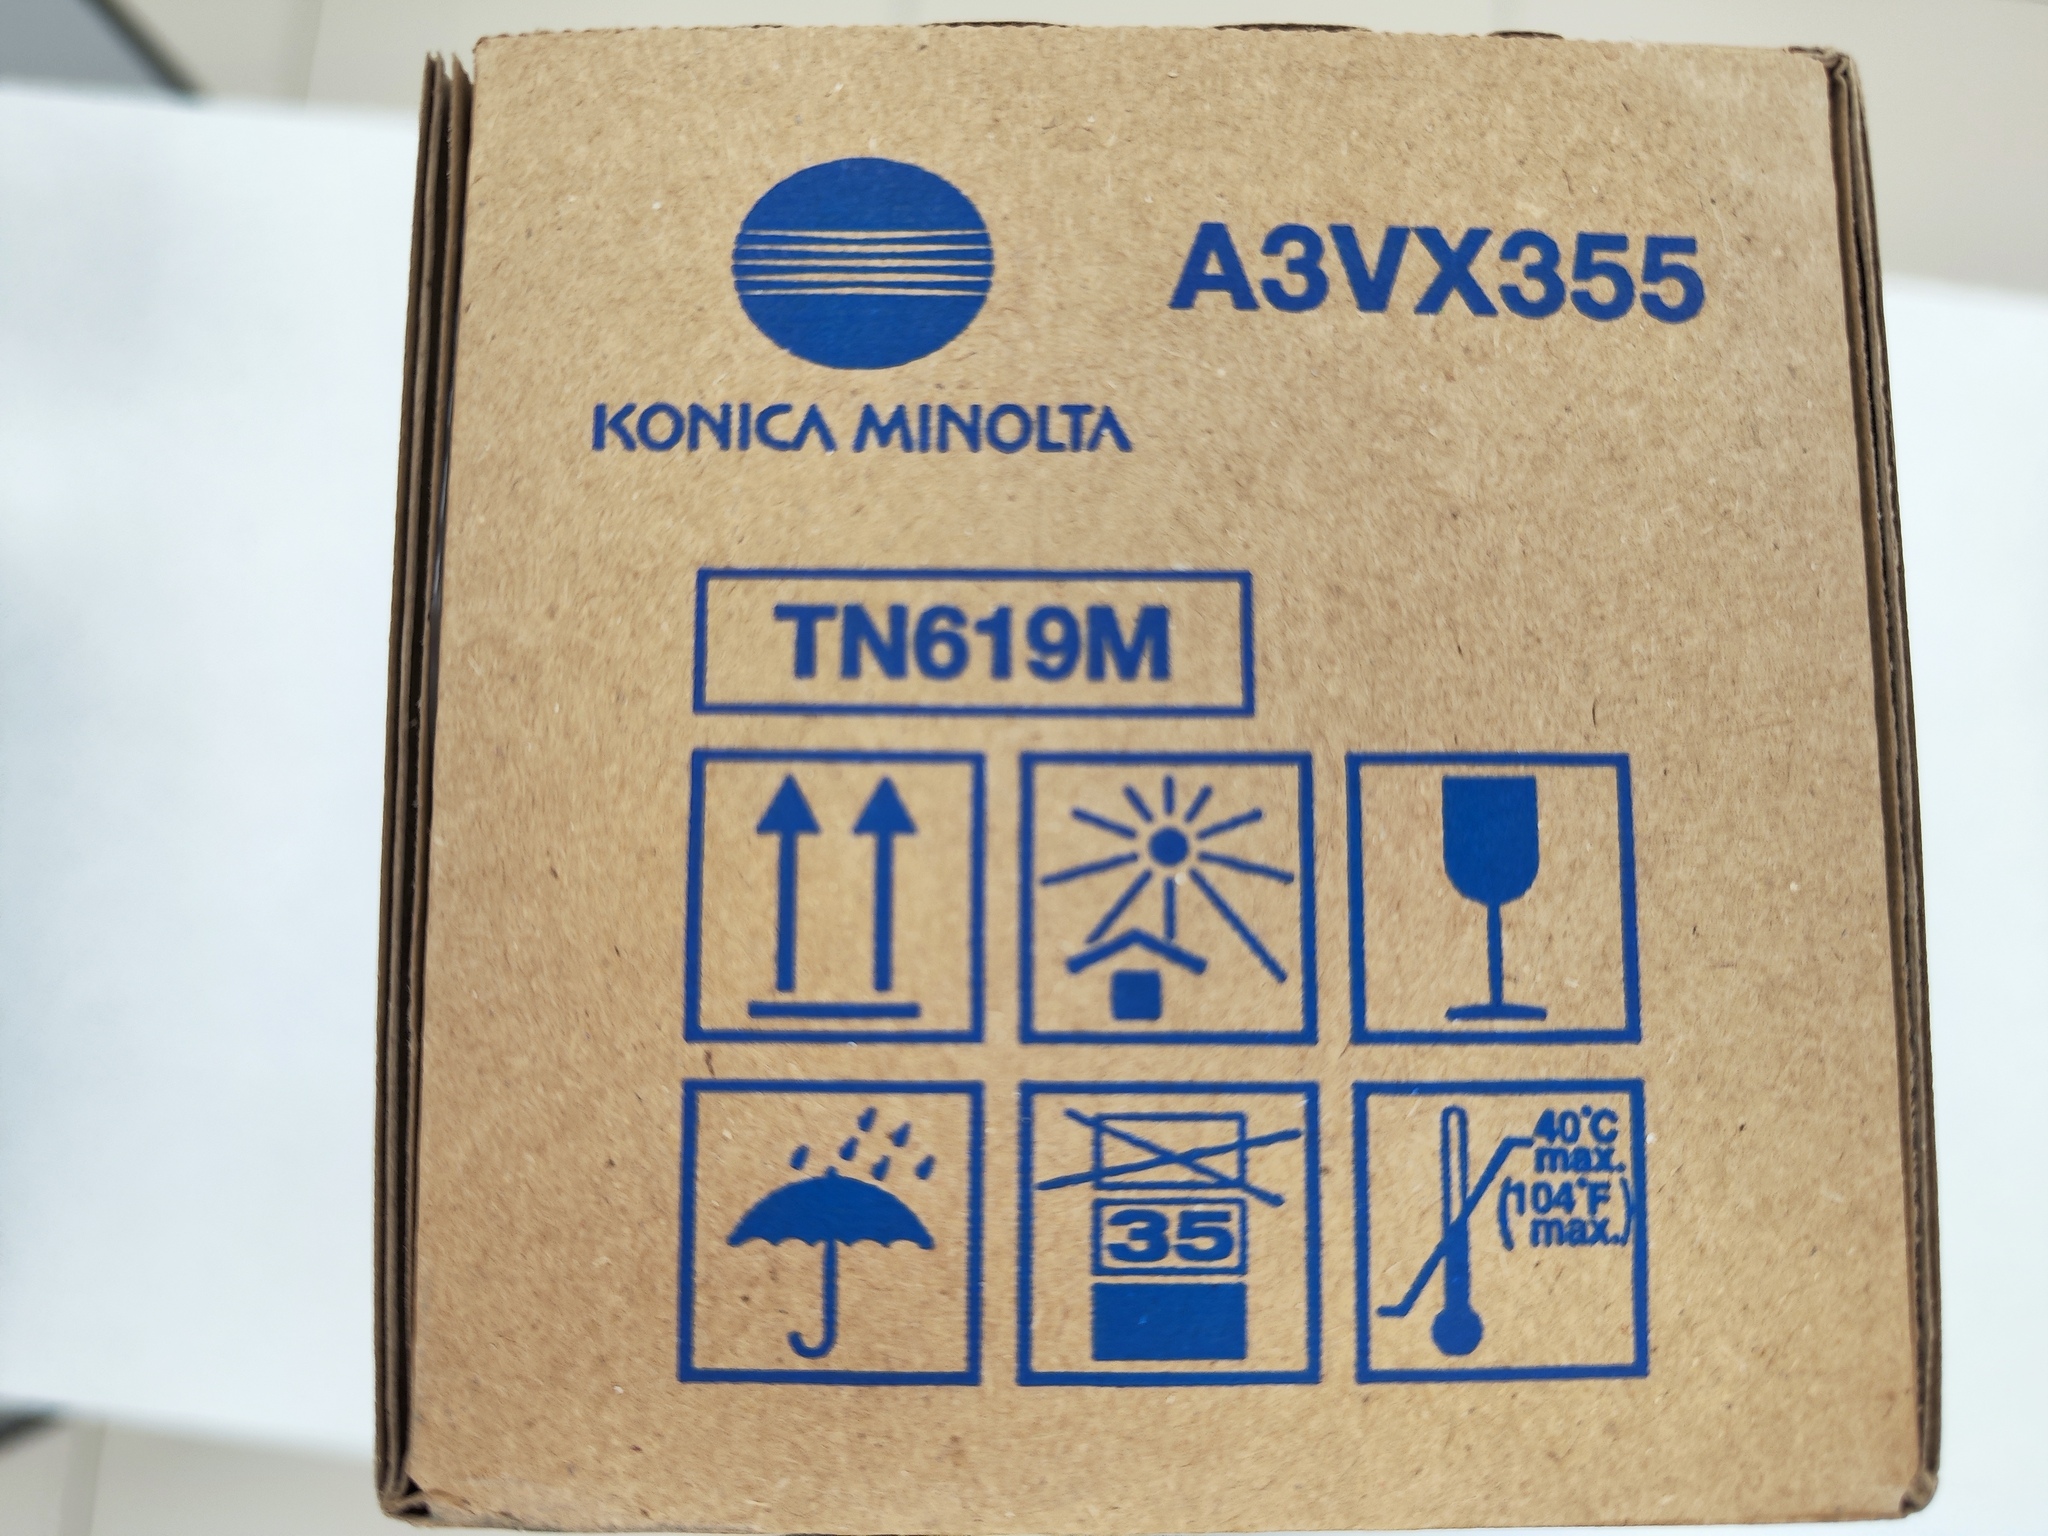 A3VX355
KONICA MINOLTA
TN619M
35
40°C
max.
(104°F
max.)